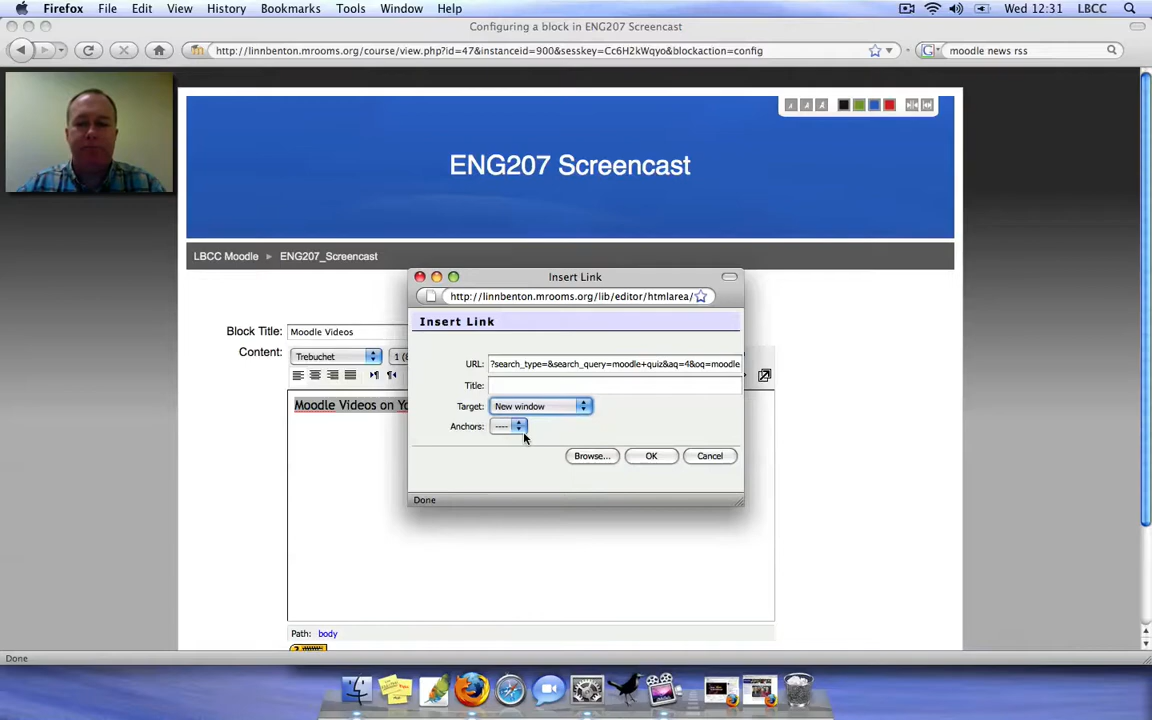 Firefox File Edit View History Bookmarks Tools Window Help Wed 12:31 LBCC
Configuring a block in ENG207 Screencast
http://linnbenton.mrooms.org/course/view.php?id=47&instanceid=900&sesskey=Cc6H2kWqyo&blockaction=config
moodle news rss
ENG207 Screencast
LBCC Moodle ► ENG207_Screencast
Insert Link
http://linnbenton.mrooms.org/lib/editor/htmlarea/
Insert Link
Block Title: Moodle Videos
Content: Trebuchet 1 (8
URL: ?search_type=&search_query=moodle+quiz&aq=4&oq=moodle
Title:
Moodle Videos on Yo
Target: New window
Anchors: ----
Browse... OK Cancel
Done
Path: body
Done